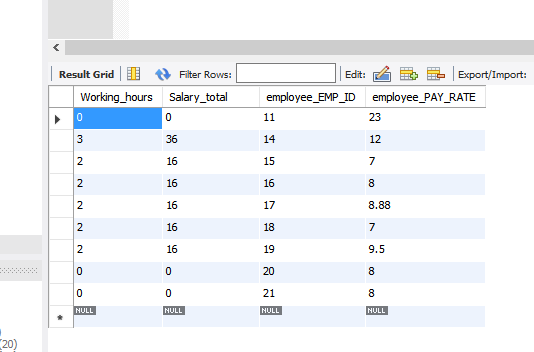 Result Grid Filter Rows: Edit: Export/Import:
Working_hours Salary_total employee_EMP_ID employee_PAY_RATE
0 0 11 23
3 36 14 12
2 16 15 7
2 16 16 8
2 16 17 8.88
2 16 18 7
2 16 19 9.5
0 0 20 8
0 0 21 8
NULL NULL NULL NULL
)
(20)